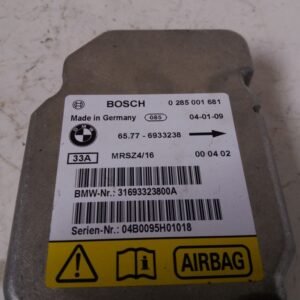 BOSCH 0 285 001 681
Made in Germany 085 04-01-09
65.77 - 6933238
33A MRSZ4/16 00 04 02
BMW-Nr.: 31693323800A
Serien-Nr.: 04B0095H01018
AIRBAG